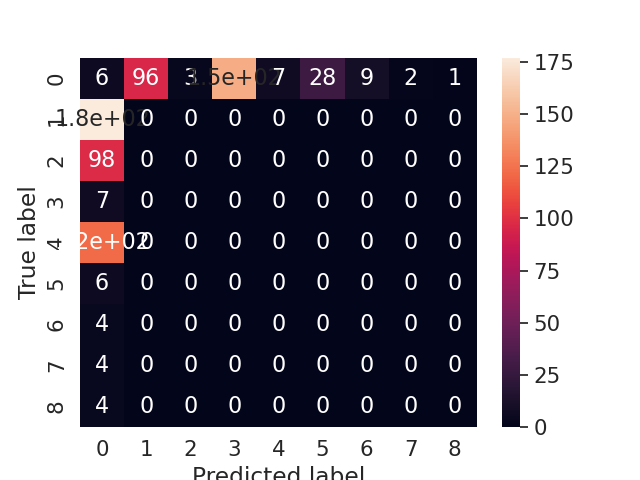 6 96 3 1.5e+02 7 28 9 2 1
1.8e+02 0 0 0 0 0 0 0 0
98 0 0 0 0 0 0 0 0
7 0 0 0 0 0 0 0 0
2e+02 0 0 0 0 0 0 0 0
6 0 0 0 0 0 0 0 0
4 0 0 0 0 0 0 0 0
4 0 0 0 0 0 0 0 0
4 0 0 0 0 0 0 0 0
0 1 2 3 4 5 6 7 8
Predicted label
True label
0 1 2 3 4 5 6 7 8
175
150
125
100
75
50
25
0